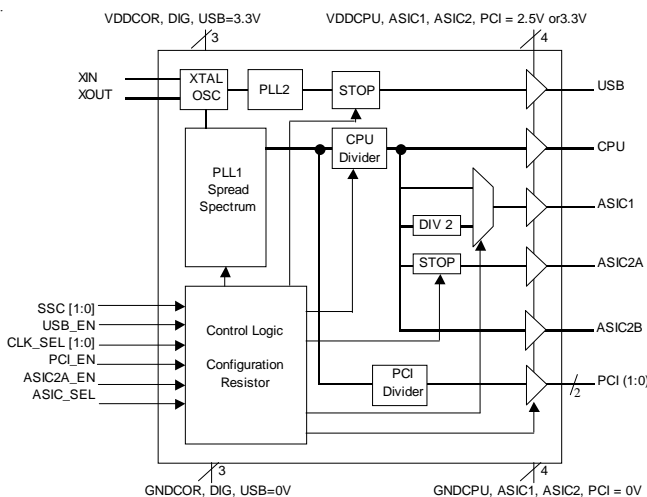 VDDCOR, DIG, USB=3.3V
VDDCPU, ASIC1, ASIC2, PCI = 2.5V or3.3V
3
4
XIN
XOUT
XTAL
OSC
PLL2
STOP
USB
PLL1
Spread
Spectrum
CPU
Divider
CPU
ASIC1
DIV 2
STOP
ASIC2A
SSC [1:0]
USB_EN
CLK_SEL [1:0]
PCI_EN
ASIC2A_EN
ASIC_SEL
Control Logic
Configuration
Resistor
ASIC2B
PCI
Divider
PCI (1:0)
2
3
4
GNDCOR, DIG, USB=0V
GNDCPU, ASIC1, ASIC2, PCI = 0V